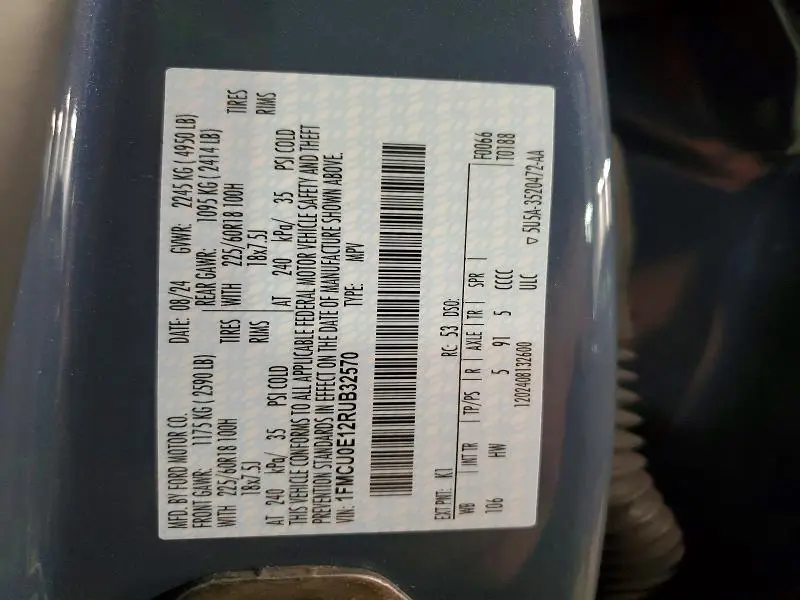 MFD. BY FORD MOTOR CO.
DATE: 08/24 GVWR: 2245 KG ( 4950 LB)
FRONT GAWR: 1175 KG ( 2590 LB) REAR GAWR: 1095 KG ( 2414 LB)
WITH 225/60R18 100H TIRES WITH 225/60R18 100H TIRES
18x7.5J RIMS 18x7.5J RIMS
AT 240 kPa/ 35 PSI COLD AT 240 kPa/ 35 PSI COLD
THIS VEHICLE CONFORMS TO ALL APPLICABLE FEDERAL MOTOR VEHICLE SAFETY AND THEFT
PREVENTION STANDARDS IN EFFECT ON THE DATE OF MANUFACTURE SHOWN ABOVE.
VIN: 1FMCU0E12RUB32570 TYPE: MPV
F0066
EXT PNT: K1 RC: 53 DSO: T0188
WB INT TR TP/PS R AXLE TR SPR
106 HW 5 91 5 CCCC
▽ 5U5A-3520472-AA
1202408132600 ULC